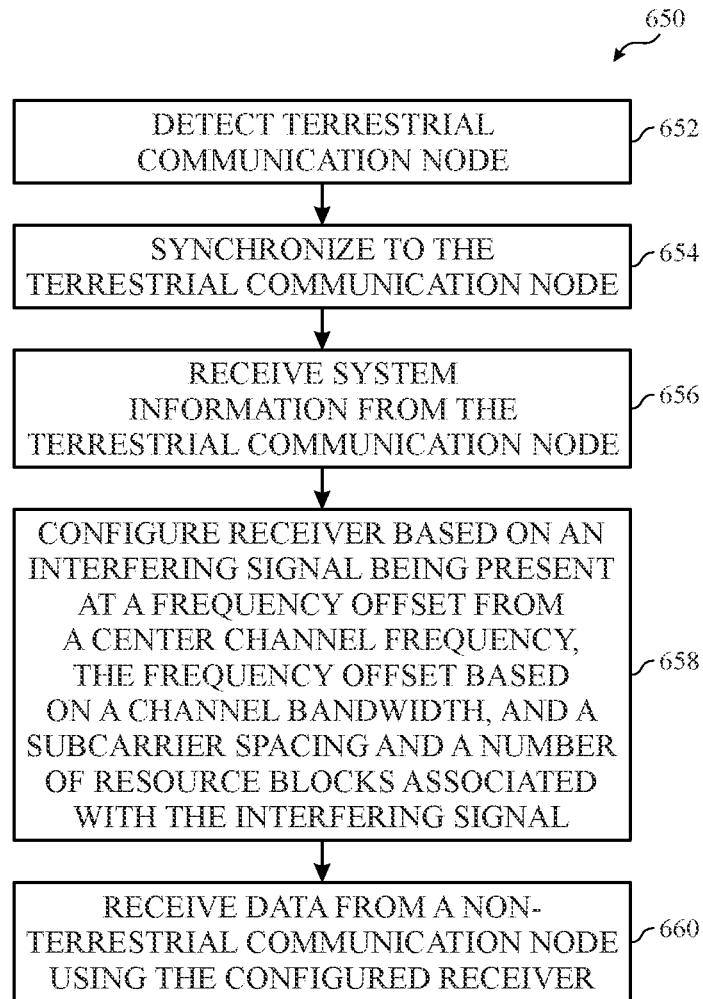 650
DETECT TERRESTRIAL
COMMUNICATION NODE
652
SYNCHRONIZE TO THE
TERRESTRIAL COMMUNICATION NODE
654
RECEIVE SYSTEM
INFORMATION FROM THE
TERRESTRIAL COMMUNICATION NODE
656
CONFIGURE RECEIVER BASED ON AN
INTERFERING SIGNAL BEING PRESENT
AT A FREQUENCY OFFSET FROM
A CENTER CHANNEL FREQUENCY,
THE FREQUENCY OFFSET BASED
ON A CHANNEL BANDWIDTH, AND A
SUBCARRIER SPACING AND A NUMBER
OF RESOURCE BLOCKS ASSOCIATED
WITH THE INTERFERING SIGNAL
658
RECEIVE DATA FROM A NON-
TERRESTRIAL COMMUNICATION NODE
USING THE CONFIGURED RECEIVER
660